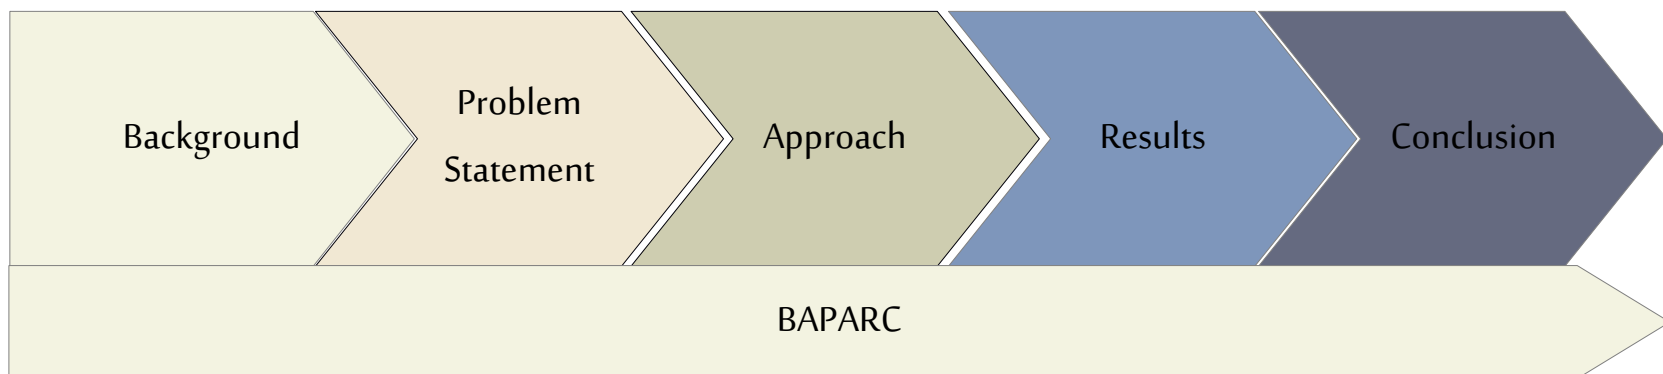 Background
Problem
Statement
Approach
Results
Conclusion
BAPARC